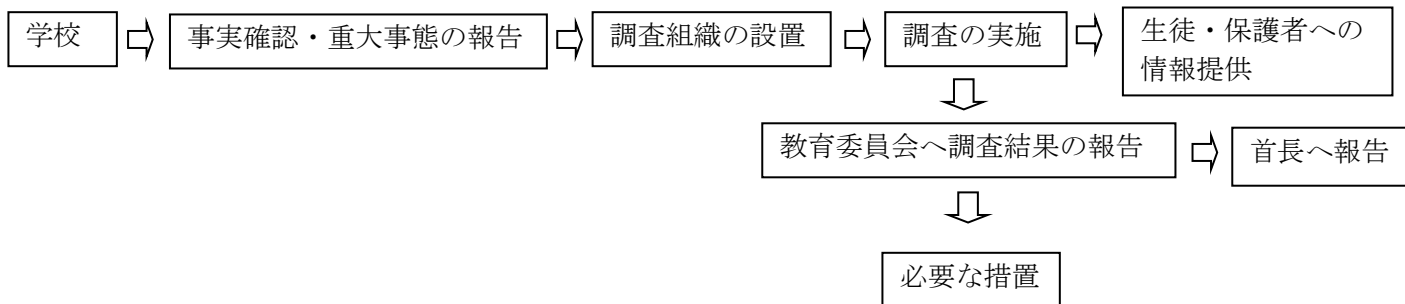 学校
事実確認・重大事態の報告
調査組織の設置
調査の実施
生徒・保護者への
情報提供
教育委員会へ調査結果の報告
首長へ報告
必要な措置